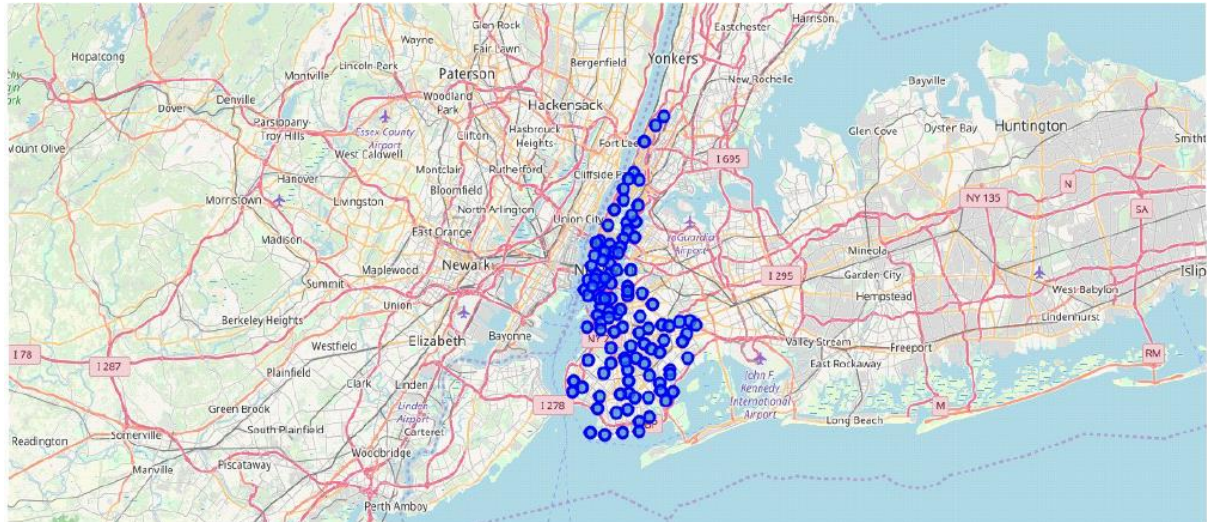 Hopatcong
Glen Rock
Eastchester
Harrison
Wayne
Fair Lawn
Bergenfield
Yonkers
Montville
Lincoln Park
Paterson
New Rochelle
Bayville
Dover
Denville
Woodland
Park
Hackensack
Parsippany
Troy Hills
Essex County
Airport
Clifton
Hasbrouck
Heights
Fort Lee
Glen Cove
Oyster Bay
Huntington
Mount Olive
West Caldwell
I 695
Hanover
Montclair
Rutherford
Cliffside
Morristown
Livingston
Bloomfield
N
North Arlington
Union City
NY 135
SA
Madison
East Orange
LaGuardia
Airport
Mineola
Summit
Maplewood
Newark
I 295
Garden City
West Babylon
Islip
Union
Hempstead
Lindenhurst
Berkeley Heights
Elizabeth
Bayonne
NY
Valley Stream
Freeport
I 78
I 287
Westfield
East Rockaway
RM
Plainfield
Clark
Linden
John F.
Kennedy
International
Airport
Green Brook
Linden
Airport
I 278
M
Long Beach
Readington
Somerville
South Plainfield
Carteret
Manville
Piscataway
Woodbridge
Perth Amboy